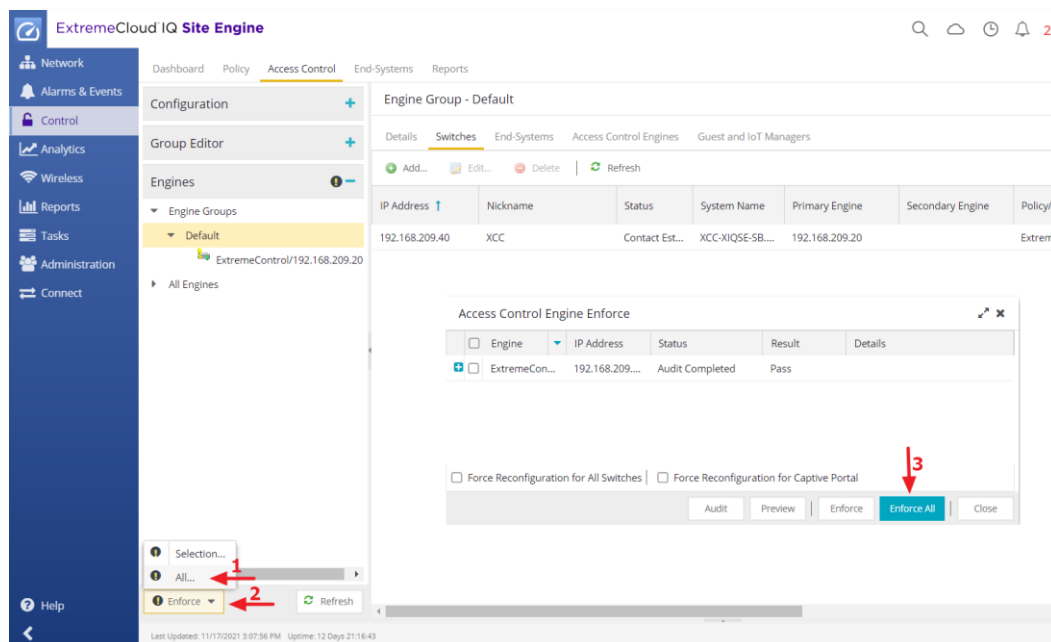 ExtremeCloud IQ Site Engine
2
Network
Alarms & Events
Control
Analytics
Wireless
Reports
Tasks
Administration
Connect
Help
Dashboard Policy Access Control End-Systems Reports
Configuration
Group Editor
Engines
Engine Groups
Default
ExtremeControl/192.168.209.20
All Engines
Selection...
All...
1
Enforce
2
Refresh
Engine Group - Default
Details Switches End-Systems Access Control Engines Guest and IoT Managers
Add... Edit... Delete Refresh
IP Address Nickname Status System Name Primary Engine Secondary Engine Policy/
192.168.209.40 XCC Contact Est... XCC-XIQSE-SB.... 192.168.209.20 Extrem
Access Control Engine Enforce
Engine IP Address Status Result Details
ExtremeCon... 192.168.209.... Audit Completed Pass
3
Force Reconfiguration for All Switches Force Reconfiguration for Captive Portal
Audit Preview Enforce Enforce All Close
Last Updated: 11/17/2021 3:07:56 PM Uptime: 12 Days 21:16:43